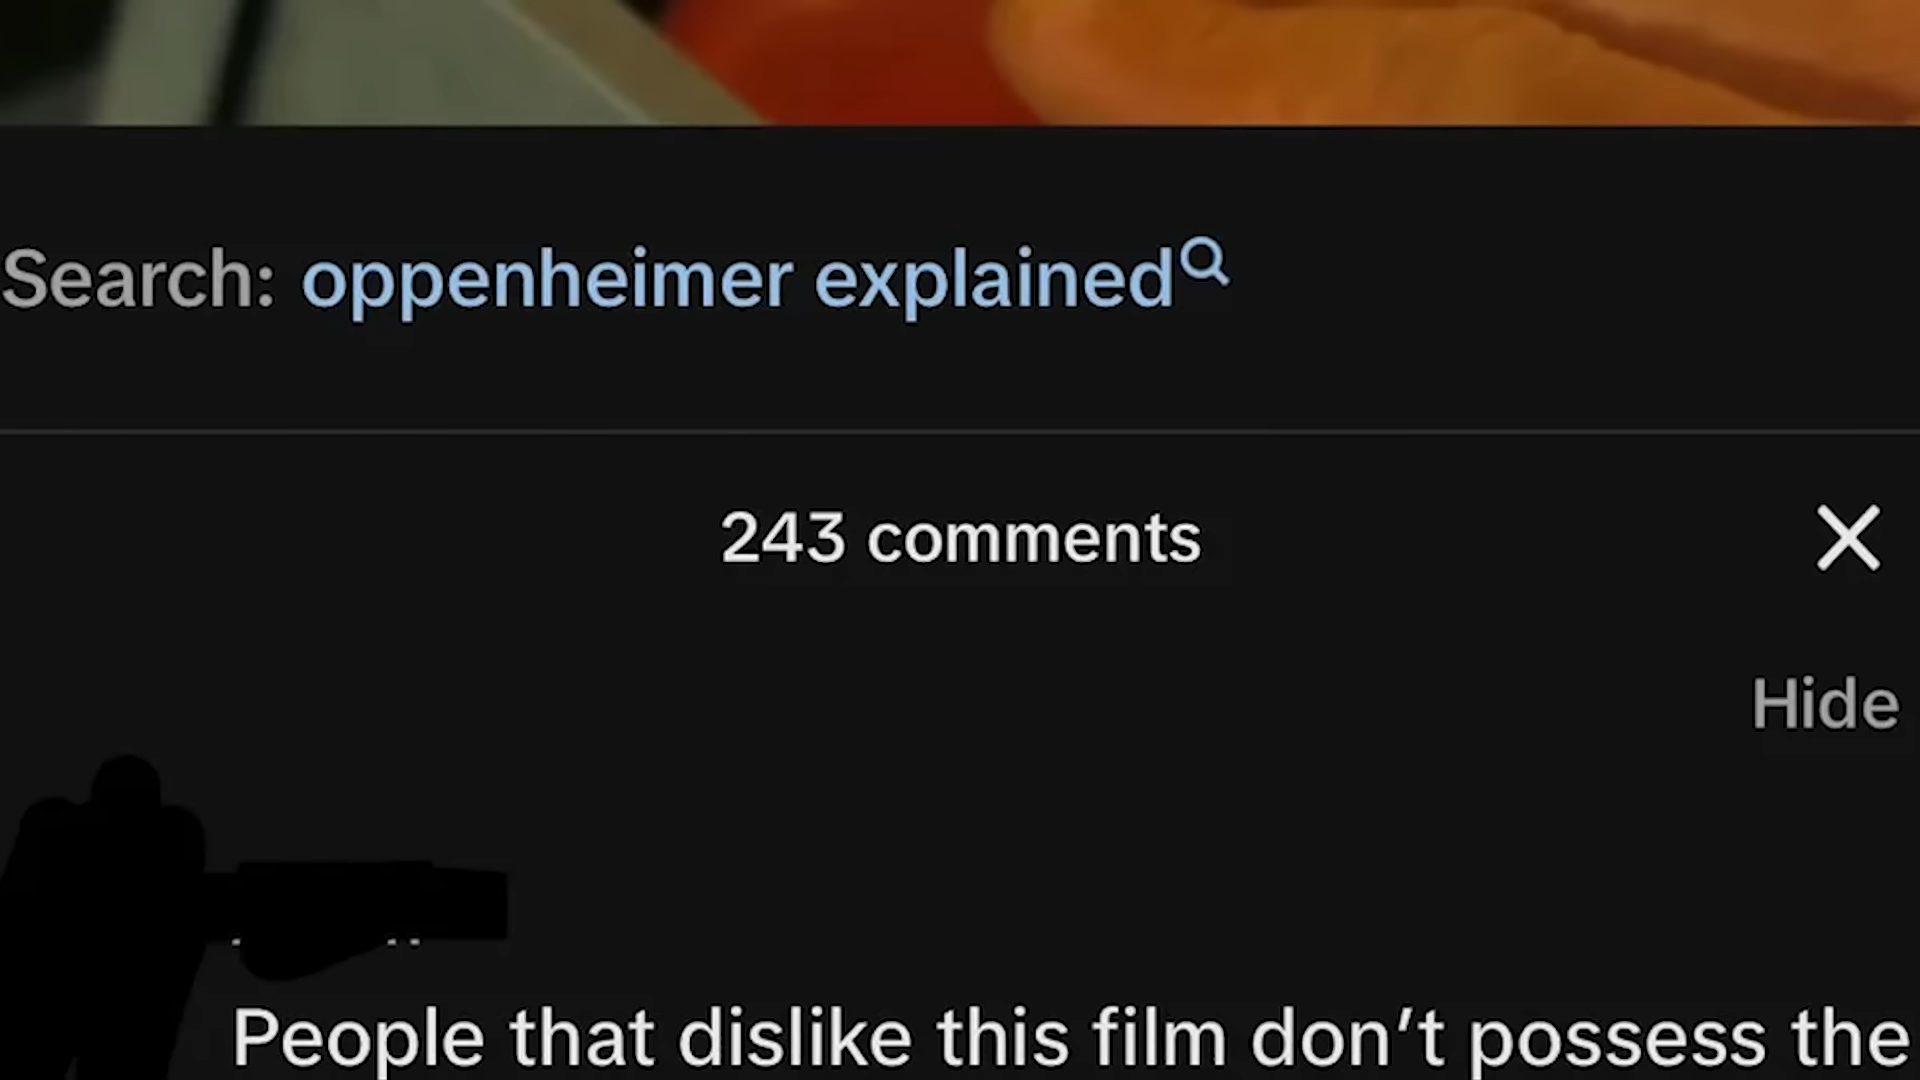 Search: oppenheimer explained
243 comments
Hide
People that dislike this film don't possess the